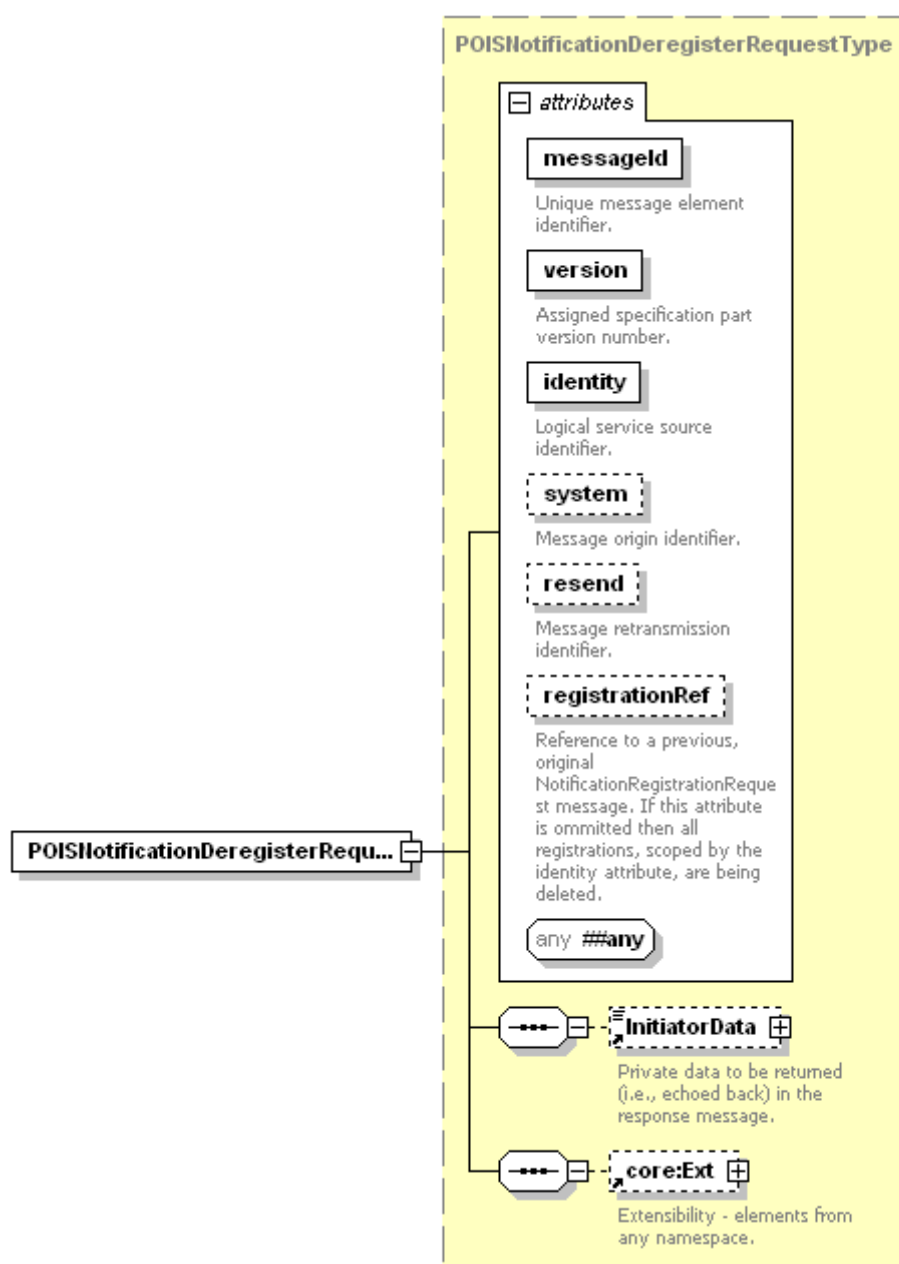 POISNotificationDeregisterRequestType
attributes
messageId
Unique message element
identifier.
version
Assigned specification part
version number.
identity
Logical service source
identifier.
system
Message origin identifier.
resend
Message retransmission
identifier.
registrationRef
Reference to a previous,
original
NotificationRegistrationReque
st message. If this attribute
is ommitted then all
registrations, scoped by the
identity attribute, are being
deleted.
any ##any
POISNotificationDeregisterRequ...
InitiatorData
Private data to be returned
(i.e., echoed back) in the
response message.
core:Ext
Extensibility - elements from
any namespace.